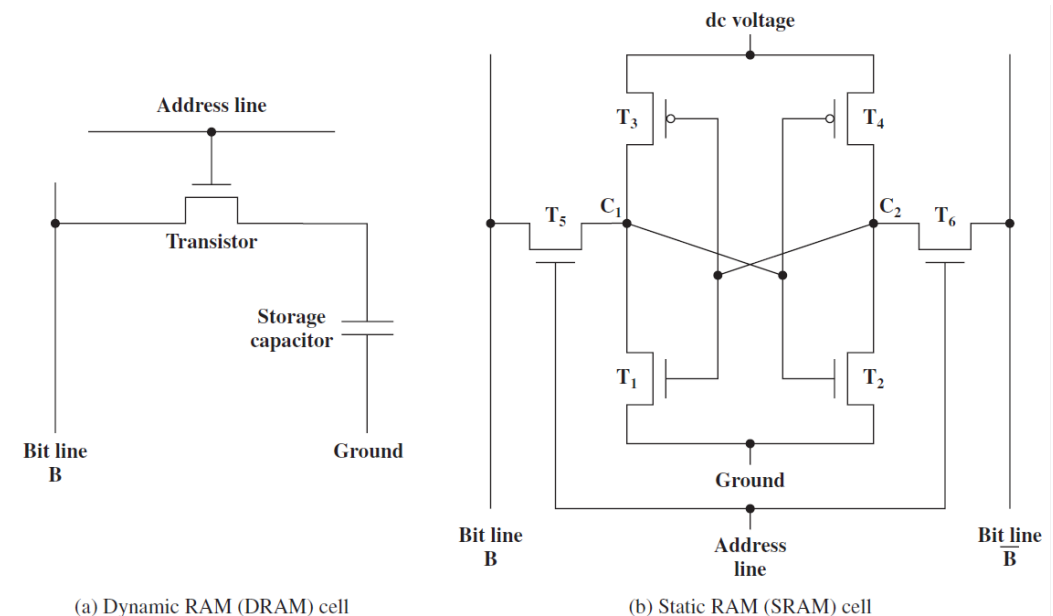 Address line
Transistor
Storage
capacitor
Bit line
B
Ground
(a) Dynamic RAM (DRAM) cell
dc voltage
T₃
T₄
C₁
C₂
T₅
T₆
T₁
T₂
Ground
Bit line
B
Address
line
Bit line
B̅
(b) Static RAM (SRAM) cell